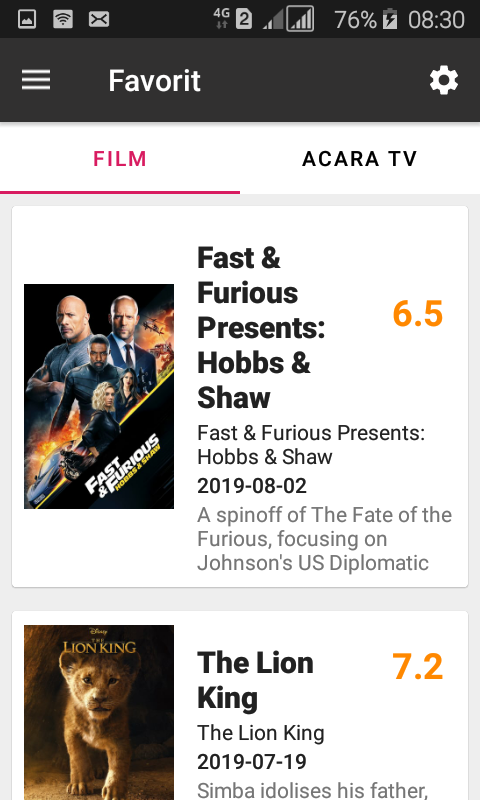 4G 2 76% 08:30
Favorit
FILM ACARA TV
Fast &
Furious
Presents:
Hobbs &
Shaw
6.5
Fast & Furious Presents:
Hobbs & Shaw
2019-08-02
A spinoff of The Fate of the
Furious, focusing on
Johnson's US Diplomatic
FAST
& FURIOUS
HOBBS & SHAW
Disney
THE
LION KING
The Lion
King
7.2
The Lion King
2019-07-19
Simba idolises his father,